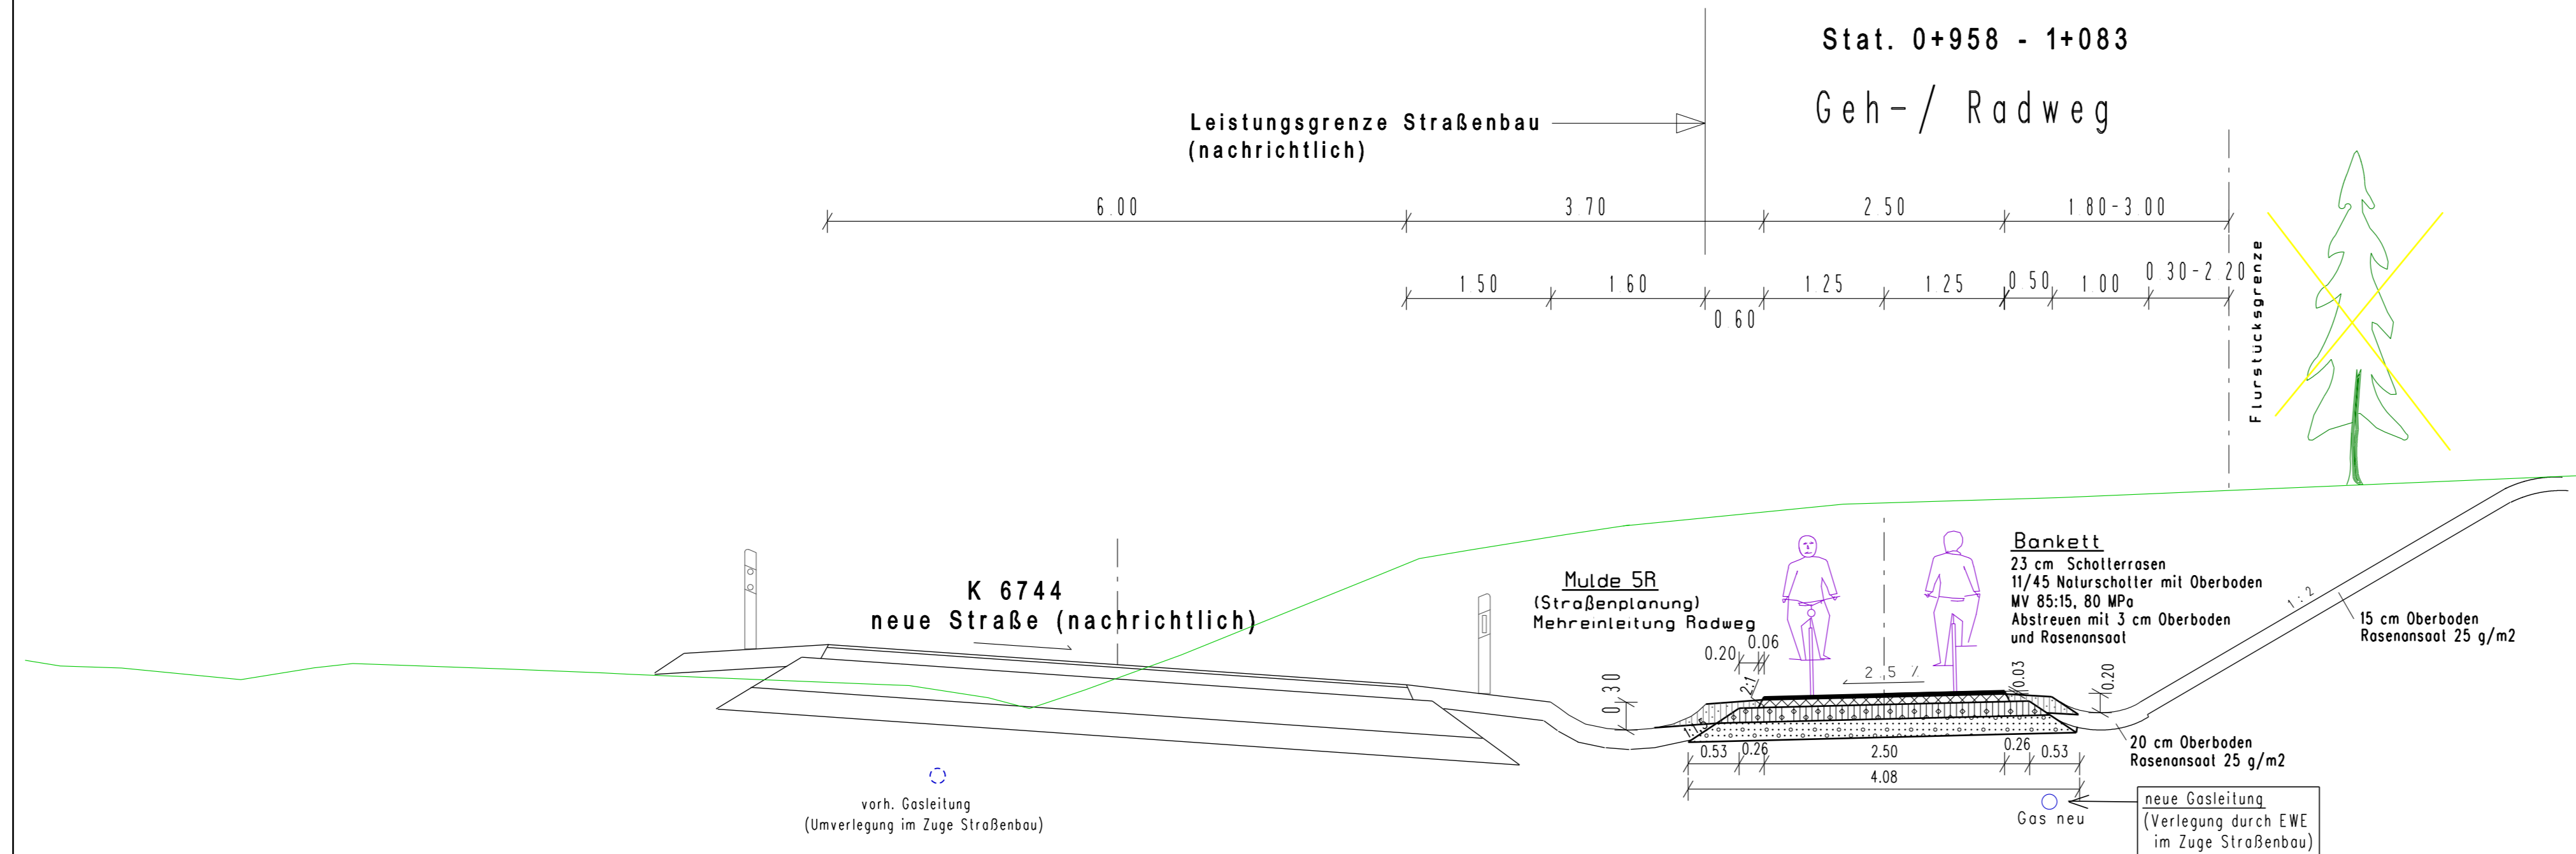 Stat. 0+958 - 1+083
Geh-/ Radweg
Leistungsgrenze Straßenbau
(nachrichtlich)
6.00
3.70
2.50
1.80-3.00
1.50
1.60
0.60
1.25
1.25
0.50
1.00
0.30-2.20
Flurstücksgrenze
K 6744
neue Straße (nachrichtlich)
Mulde 5R
(Straßenplanung)
Mehreinleitung Radweg
Bankett
23 cm Schotterrasen
11/45 Naturschotter mit Oberboden
MV 85:15, 80 MPa
Abstreuen mit 3 cm Oberboden
und Rasenansaat
1:2
15 cm Oberboden
Rasenansaat 25 g/m2
0.20
0.06
2:1
2.5 %
0.03
0.20
0.30
0.53
0.26
2.50
0.26
0.53
4.08
20 cm Oberboden
Rasenansaat 25 g/m2
vorh. Gasleitung
(Umverlegung im Zuge Straßenbau)
Gas neu
neue Gasleitung
(Verlegung durch EWE
im Zuge Straßenbau)